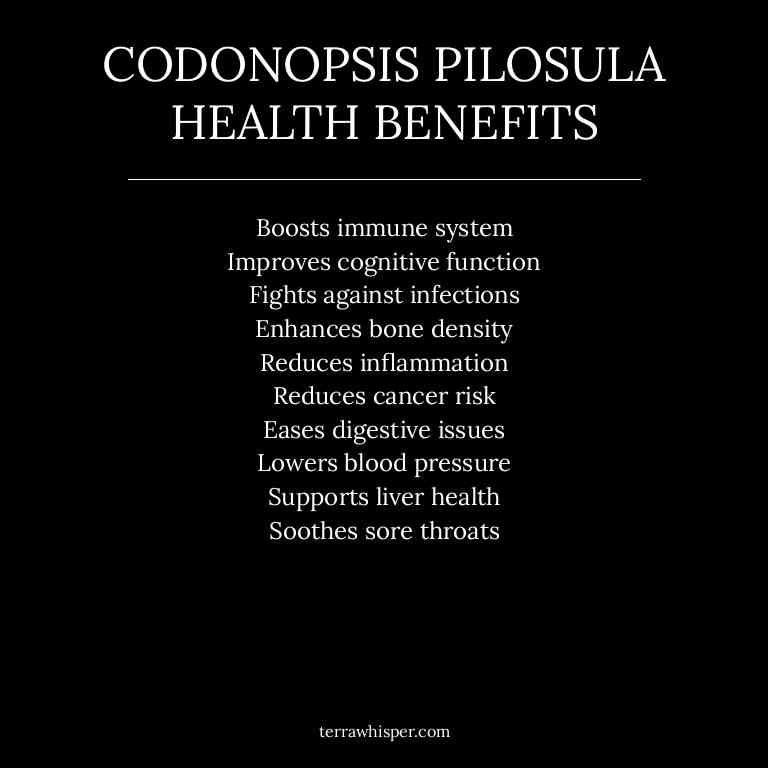 CODONOPSIS PILOSULA
HEALTH BENEFITS
Boosts immune system
Improves cognitive function
Fights against infections
Enhances bone density
Reduces inflammation
Reduces cancer risk
Eases digestive issues
Lowers blood pressure
Supports liver health
Soothes sore throats
terrawhisper.com